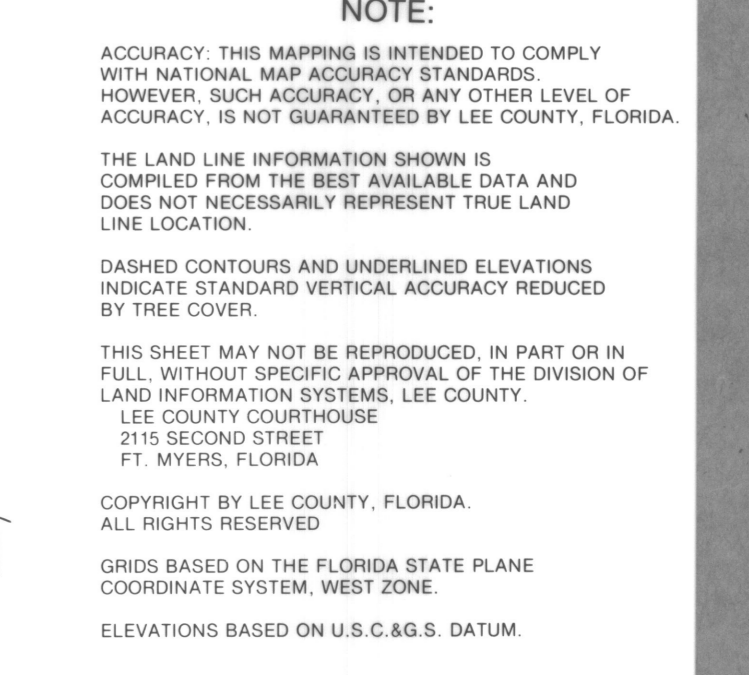 NOTE:
ACCURACY: THIS MAPPING IS INTENDED TO COMPLY
WITH NATIONAL MAP ACCURACY STANDARDS.
HOWEVER, SUCH ACCURACY, OR ANY OTHER LEVEL OF
ACCURACY, IS NOT GUARANTEED BY LEE COUNTY, FLORIDA.
THE LAND LINE INFORMATION SHOWN IS
COMPILED FROM THE BEST AVAILABLE DATA AND
DOES NOT NECESSARILY REPRESENT TRUE LAND
LINE LOCATION.
DASHED CONTOURS AND UNDERLINED ELEVATIONS
INDICATE STANDARD VERTICAL ACCURACY REDUCED
BY TREE COVER.
THIS SHEET MAY NOT BE REPRODUCED, IN PART OR IN
FULL, WITHOUT SPECIFIC APPROVAL OF THE DIVISION OF
LAND INFORMATION SYSTEMS, LEE COUNTY.
LEE COUNTY COURTHOUSE
2115 SECOND STREET
FT. MYERS, FLORIDA
COPYRIGHT BY LEE COUNTY, FLORIDA.
ALL RIGHTS RESERVED
GRIDS BASED ON THE FLORIDA STATE PLANE
COORDINATE SYSTEM, WEST ZONE.
ELEVATIONS BASED ON U.S.C.&G.S. DATUM.